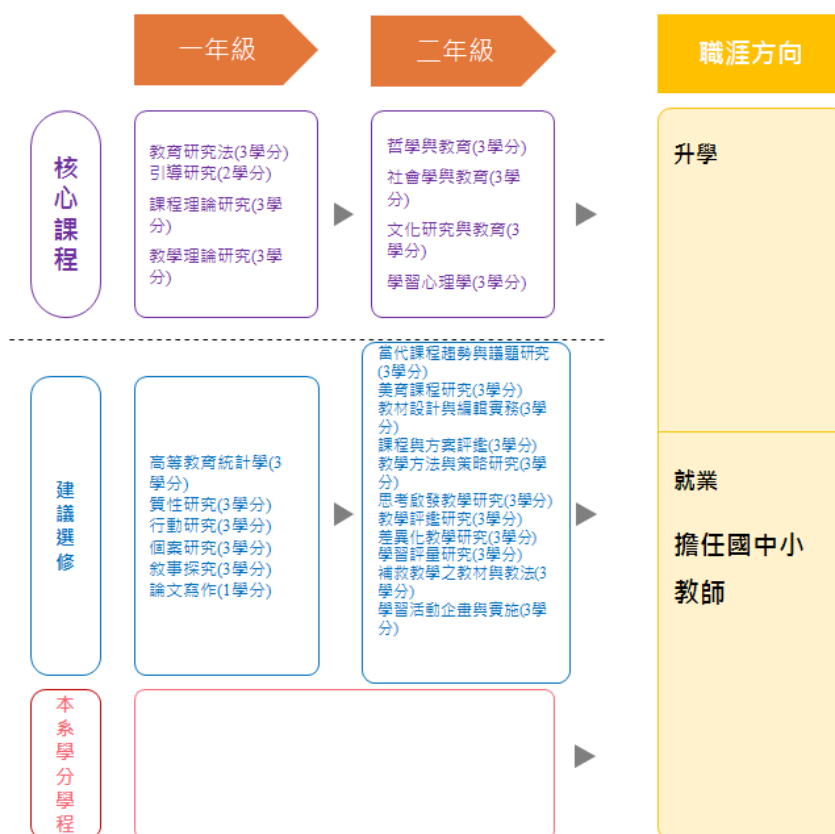 一年級
二年級
職涯方向
核
心
課
程
教育研究法(3學分)
引導研究(2學分)
課程理論研究(3學
分)
教學理論研究(3學
分)
哲學與教育(3學分)
社會學與教育(3學
分)
文化研究與教育(3
學分)
學習心理學(3學分)
升學
建
議
選
修
高等教育統計學(3
學分)
質性研究(3學分)
行動研究(3學分)
個案研究(3學分)
敘事探究(3學分)
論文寫作(1學分)
當代課程趨勢與議題研究
(3學分)
美育課程研究(3學分)
教材設計與編輯實務(3學
分)
課程與方案評鑑(3學分)
教學方法與策略研究(3學
分)
思考啟發教學研究(3學分)
教學評鑑研究(3學分)
差異化教學研究(3學分)
學習評量研究(3學分)
補救教學之教材與教法(3
學分)
學習活動企畫與實施(3學
分)
就業
擔任國中小
教師
本
系
學
分
學
程